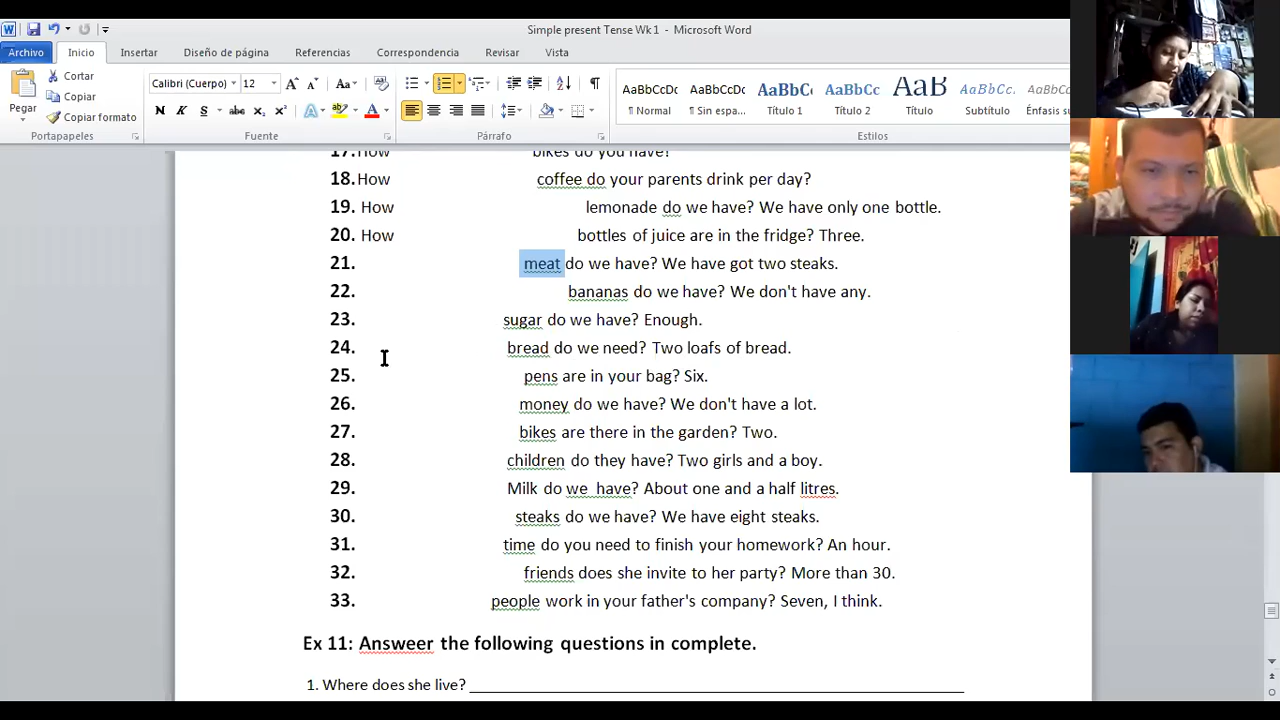 Simple present Tense Wk1 - Microsoft Word
Archivo Inicio Insertar Diseño de página Referencias Correspondencia Revisar Vista
Pegar Cortar
Copiar
Copiar formato
Calibri (Cuerpo) 12
N K S abc x₂ x² A ab A
Aa
AaBbCcDc AaBbCcDc AaBbC AaBbCc AaB AaBbCc AaBbCcD
¶ Normal ¶ Sin espa... Título 1 Título 2 Título Subtítulo Énfasis su
Portapapeles Fuente Párrafo Estilos
17. How bikes do you have?
18. How coffee do your parents drink per day?
19. How lemonade do we have? We have only one bottle.
20. How bottles of juice are in the fridge? Three.
21. meat do we have? We have got two steaks.
22. bananas do we have? We don't have any.
23. sugar do we have? Enough.
24. bread do we need? Two loafs of bread.
25. pens are in your bag? Six.
26. money do we have? We don't have a lot.
27. bikes are there in the garden? Two.
28. children do they have? Two girls and a boy.
29. Milk do we have? About one and a half litres.
30. steaks do we have? We have eight steaks.
31. time do you need to finish your homework? An hour.
32. friends does she invite to her party? More than 30.
33. people work in your father's company? Seven, I think.
Ex 11: Answeer the following questions in complete.
1. Where does she live? ______________________________